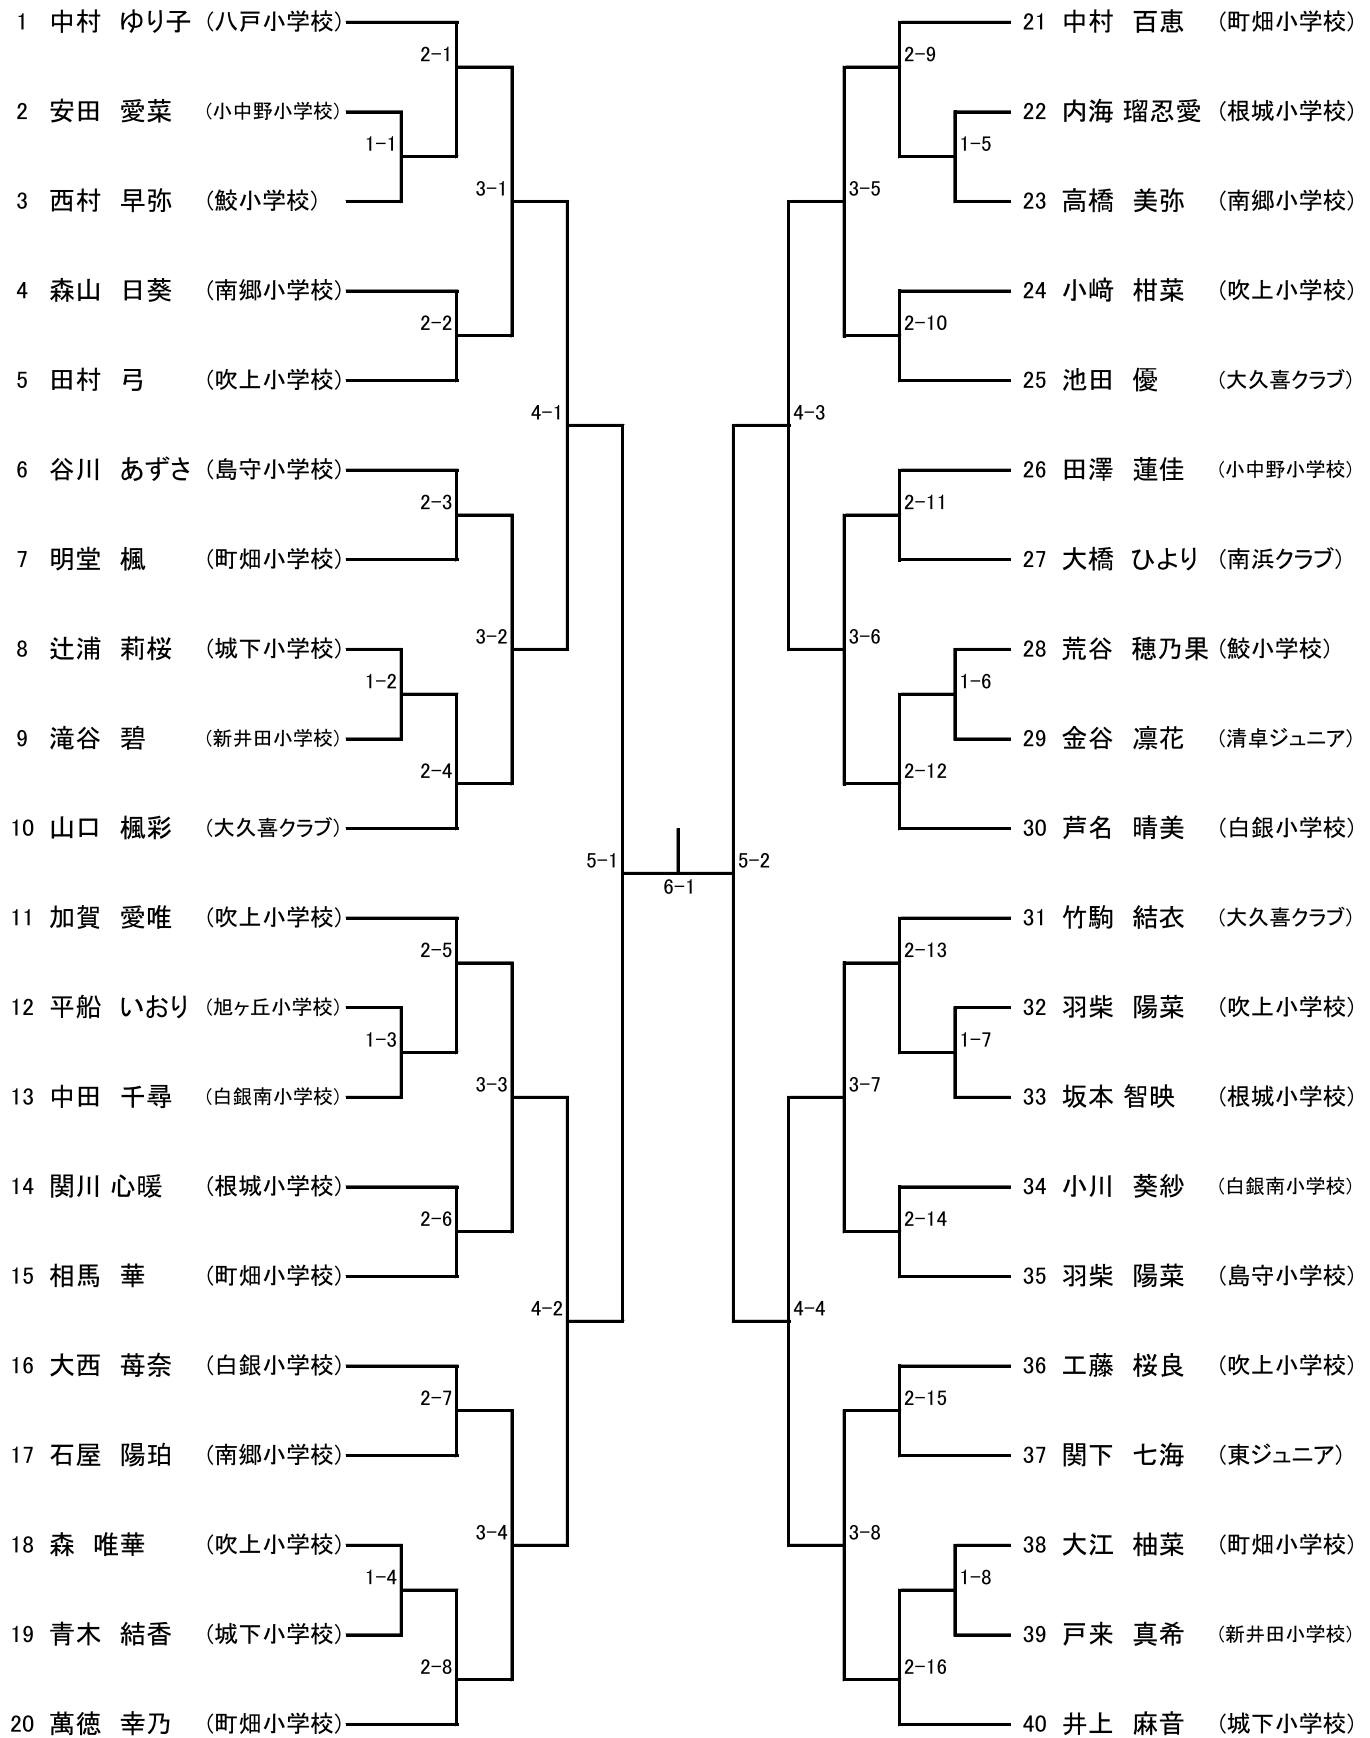 1 中村 ゆり子 (八戸小学校)
2-1
2 安田 愛菜 (小中野小学校)
1-1
3 西村 早弥 (鮫小学校)
3-1
4 森山 日葵 (南郷小学校)
2-2
5 田村 弓 (吹上小学校)
4-1
6 谷川 あずさ (島守小学校)
2-3
7 明堂 楓 (町畑小学校)
3-2
8 辻浦 莉桜 (城下小学校)
1-2
9 滝谷 碧 (新井田小学校)
2-4
10 山口 楓彩 (大久喜クラブ)
5-1
11 加賀 愛唯 (吹上小学校)
2-5
12 平船 いおり (旭ヶ丘小学校)
1-3
13 中田 千尋 (白銀南小学校)
3-3
14 関川 心暖 (根城小学校)
2-6
15 相馬 華 (町畑小学校)
4-2
16 大西 苺奈 (白銀小学校)
2-7
17 石屋 陽珀 (南郷小学校)
3-4
18 森 唯華 (吹上小学校)
1-4
19 青木 結香 (城下小学校)
2-8
20 萬徳 幸乃 (町畑小学校)
6-1
21 中村 百恵 (町畑小学校)
2-9
22 内海 瑠忍愛 (根城小学校)
1-5
23 高橋 美弥 (南郷小学校)
3-5
24 小﨑 柑菜 (吹上小学校)
2-10
25 池田 優 (大久喜クラブ)
4-3
26 田澤 蓮佳 (小中野小学校)
2-11
27 大橋 ひより (南浜クラブ)
3-6
28 荒谷 穂乃果 (鮫小学校)
1-6
29 金谷 凛花 (清卓ジュニア)
2-12
30 芦名 晴美 (白銀小学校)
5-2
31 竹駒 結衣 (大久喜クラブ)
2-13
32 羽柴 陽菜 (吹上小学校)
1-7
33 坂本 智映 (根城小学校)
3-7
34 小川 葵紗 (白銀南小学校)
2-14
35 羽柴 陽菜 (島守小学校)
4-4
36 工藤 桜良 (吹上小学校)
2-15
37 関下 七海 (東ジュニア)
3-8
38 大江 柚菜 (町畑小学校)
1-8
39 戸来 真希 (新井田小学校)
2-16
40 井上 麻音 (城下小学校)